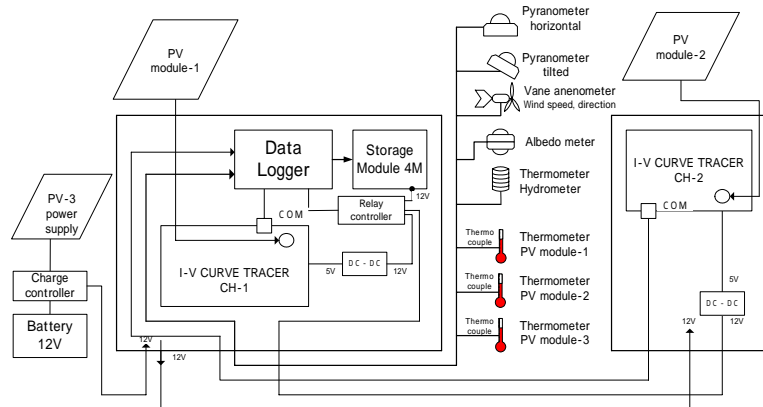 PV
module-1
PV-3
power
supply
Charge
controller
Battery
12V
Data
Logger
Storage
Module 4M
12V
COM
Relay
controller
I-V CURVE TRACER
CH-1
5V
DC-DC
12V
12V
12V
Pyranometer
horizontal
Pyranometer
tilted
Vane anenometer
Wind speed, direction
Albedo meter
Thermometer
Hydrometer
Thermo
couple
Thermometer
PV module-1
Thermo
couple
Thermometer
PV module-2
Thermo
couple
Thermometer
PV module-3
PV
module-2
I-V CURVE TRACER
CH-2
COM
5V
DC-DC
12V
12V